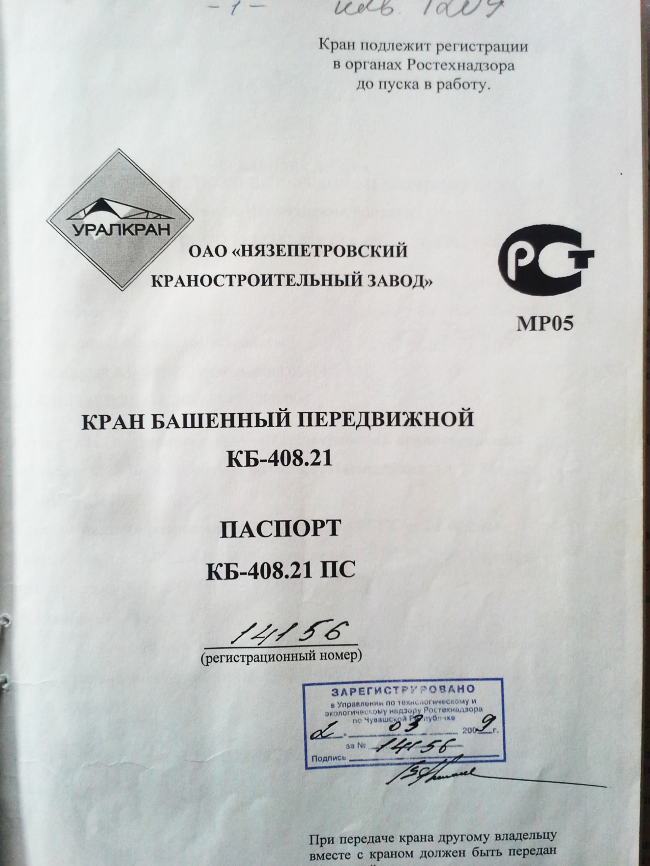 -1-
инв. 1209
Кран подлежит регистрации
в органах Ростехнадзора
до пуска в работу.
УРАЛКРАН
ОАО «НЯЗЕПЕТРОВСКИЙ
КРАНОСТРОИТЕЛЬНЫЙ ЗАВОД»
РСТ
МР05
КРАН БАШЕННЫЙ ПЕРЕДВИЖНОЙ
КБ-408.21
ПАСПОРТ
КБ-408.21 ПС
14156
(регистрационный номер)
ЗАРЕГИСТРИРОВАНО
в Управлении по технологическому и
экологическому надзору Ростехнадзора
по Чувашской Республике
2 03 2009 г.
за № 14156
Подпись
При передаче крана другому владельцу
вместе с краном должен быть передан